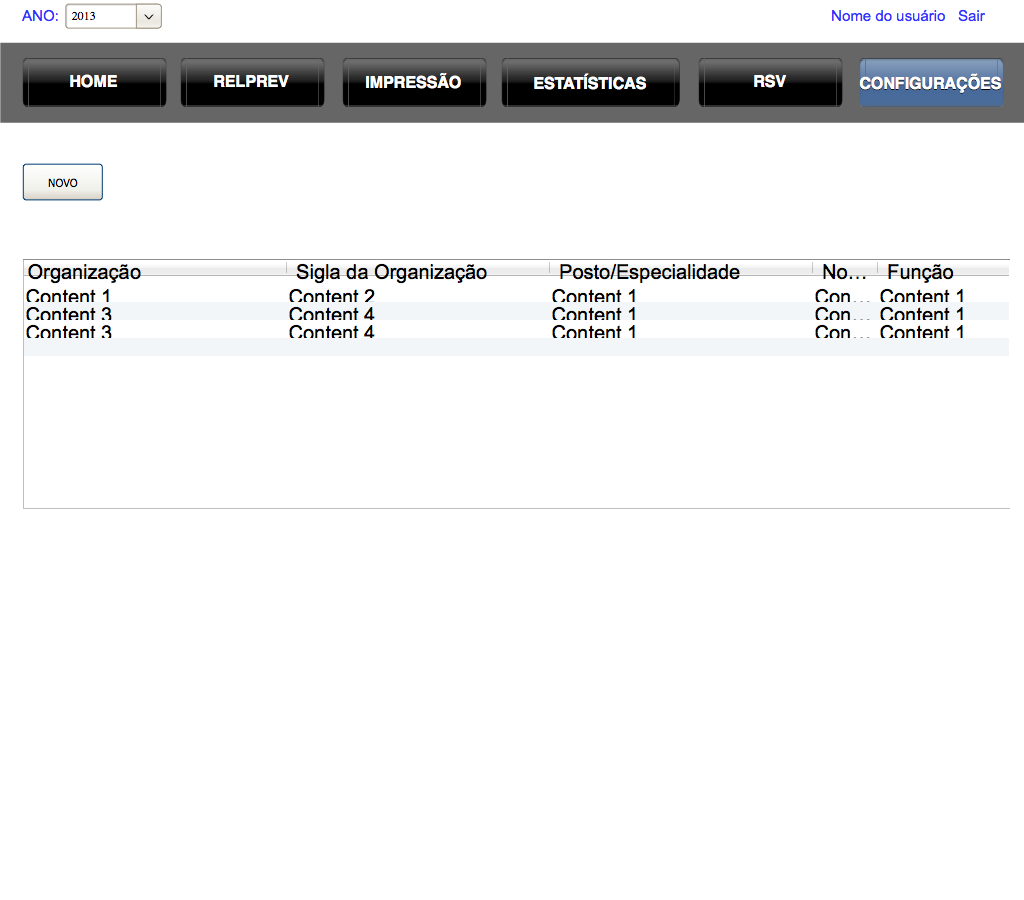 ANO: 2013 Nome do usuário Sair
HOME RELPREV IMPRESSÃO ESTATÍSTICAS RSV CONFIGURAÇÕES
NOVO
Organização Sigla da Organização Posto/Especialidade No... Função
Content 1 Content 2 Content 1 Con... Content 1
Content 3 Content 4 Content 1 Con... Content 1
Content 3 Content 4 Content 1 Con... Content 1